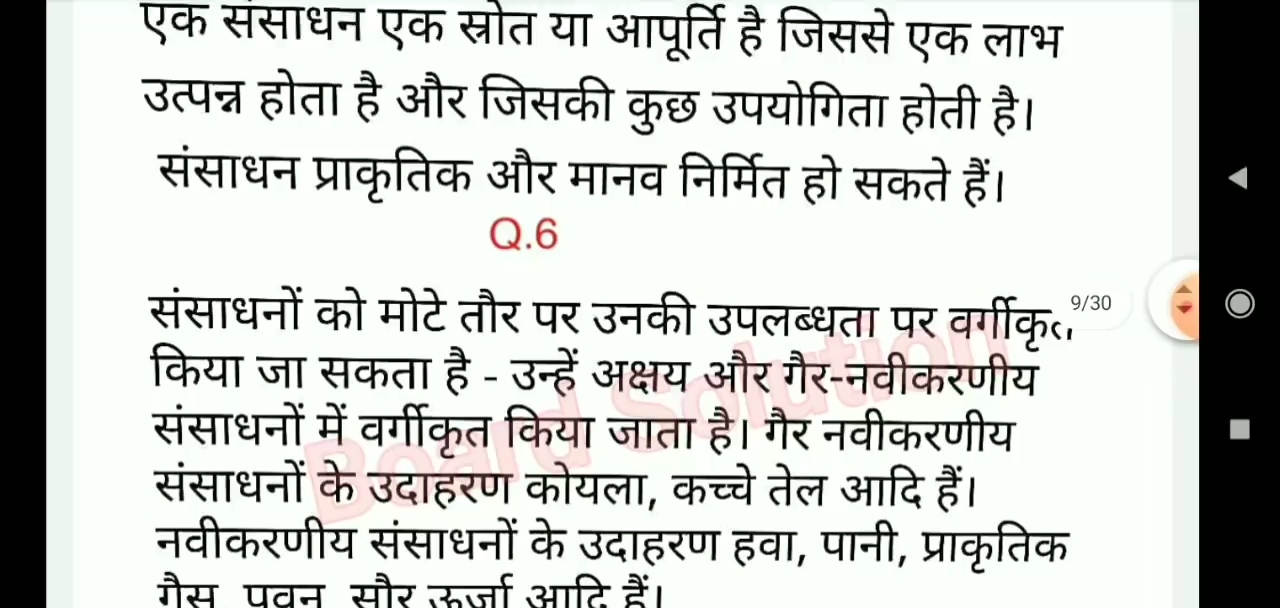 एक संसाधन एक स्रोत या आपूर्ति है जिससे एक लाभ
उत्पन्न होता है और जिसकी कुछ उपयोगिता होती है।
संसाधन प्राकृतिक और मानव निर्मित हो सकते हैं।
Q.6
संसाधनों को मोटे तौर पर उनकी उपलब्धता पर वर्गीकृत
9/30
किया जा सकता है - उन्हें अक्षय और गैर-नवीकरणीय
संसाधनों में वर्गीकृत किया जाता है। गैर नवीकरणीय
संसाधनों के उदाहरण कोयला, कच्चे तेल आदि हैं।
नवीकरणीय संसाधनों के उदाहरण हवा, पानी, प्राकृतिक
गैस, पवन, सौर ऊर्जा आदि हैं।
Board Solution